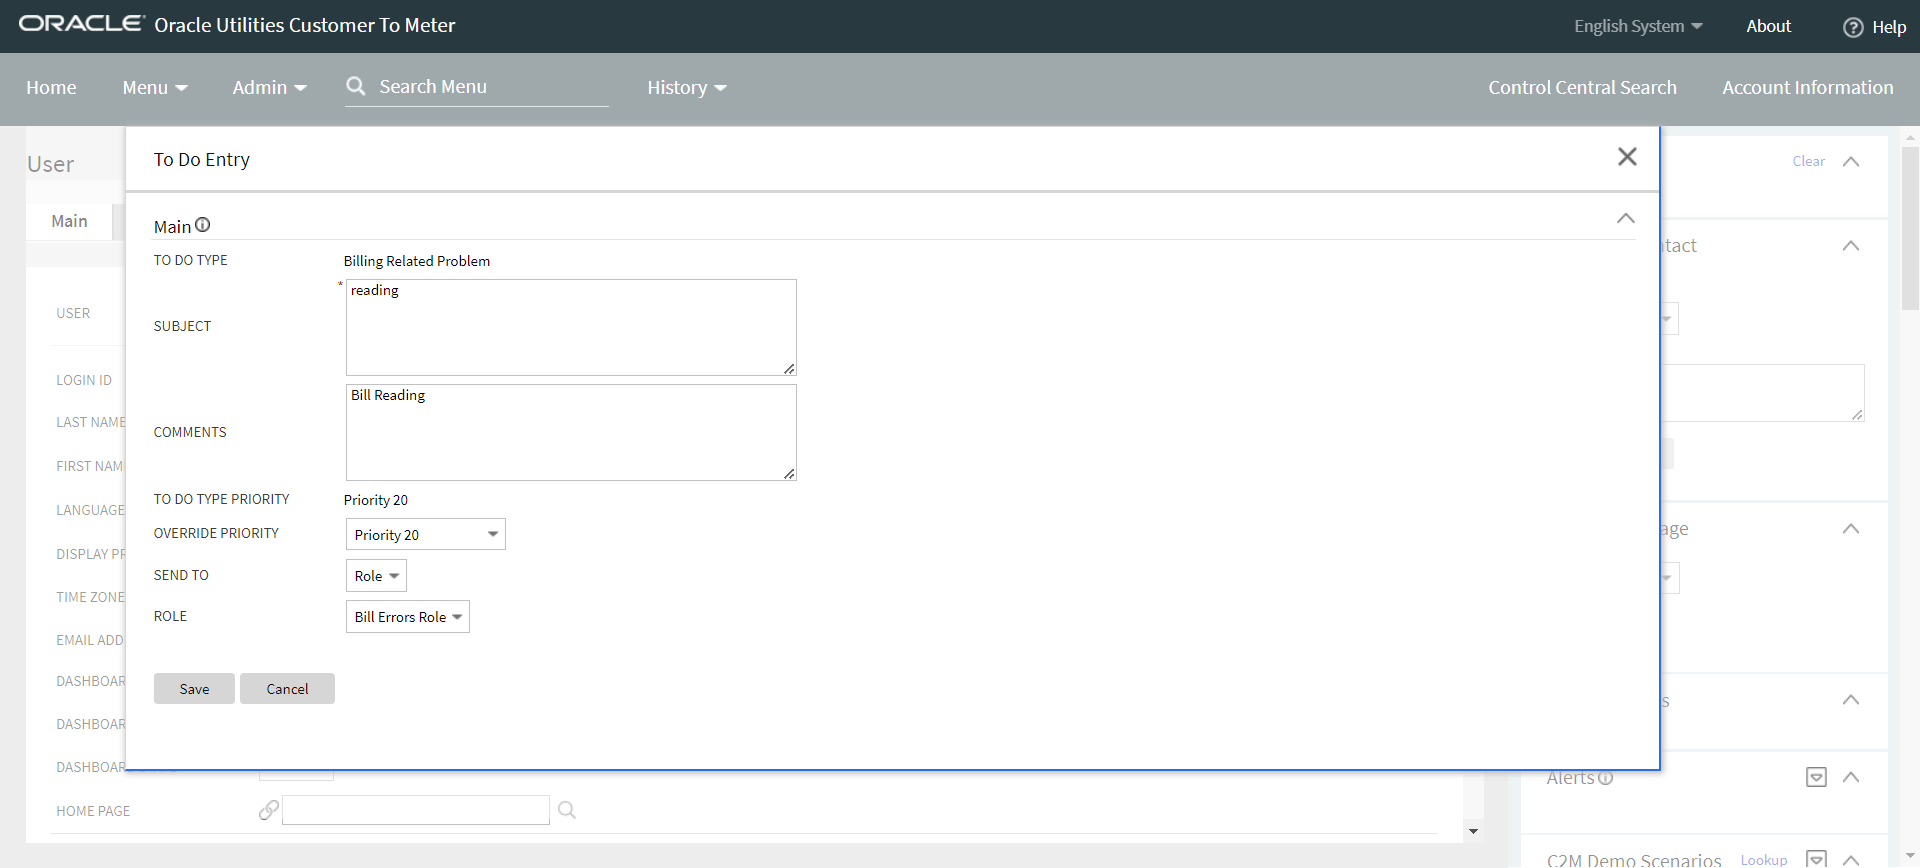 ORACLE Oracle Utilities Customer To Meter English System About Help
Home Menu Admin Search Menu History Control Central Search Account Information
User
Main
USER
LOGIN ID
LAST NAME
FIRST NAM
LANGUAGE
DISPLAY PR
TIME ZONE
EMAIL ADD
DASHBOAR
DASHBOAR
DASHBOAR
HOME PAGE
To Do Entry
Main
TO DO TYPE Billing Related Problem
SUBJECT * reading
COMMENTS Bill Reading
TO DO TYPE PRIORITY Priority 20
OVERRIDE PRIORITY Priority 20
SEND TO Role
ROLE Bill Errors Role
Save Cancel
Clear
ntact
age
s
Alerts
C2M Demo Scenarios Lookup